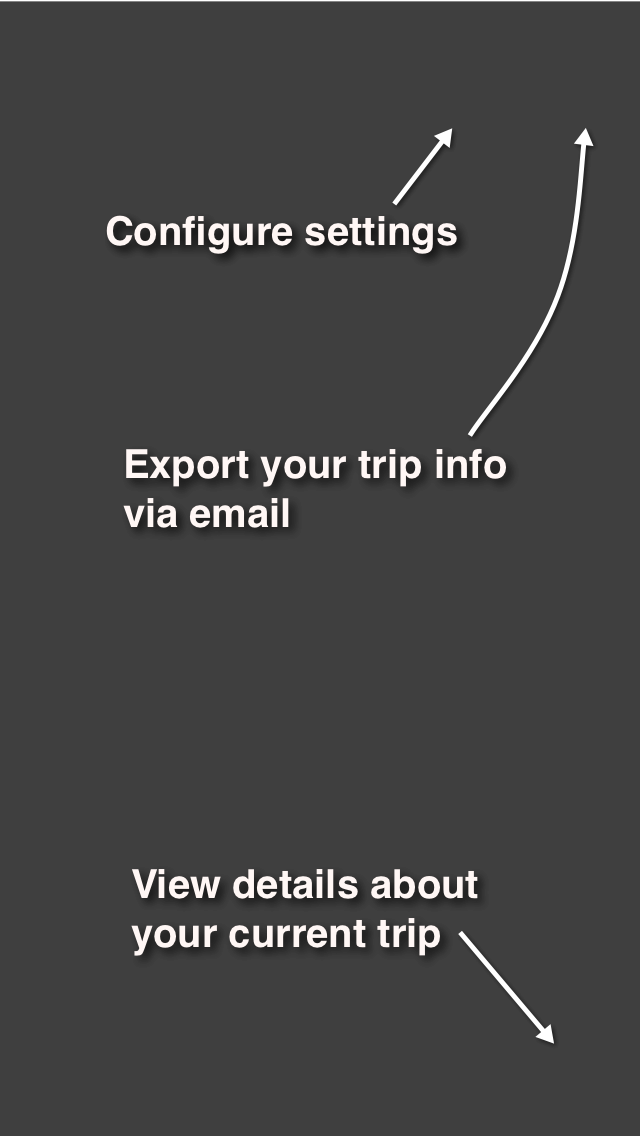 Configure settings
Export your trip info
via email
View details about
your current trip